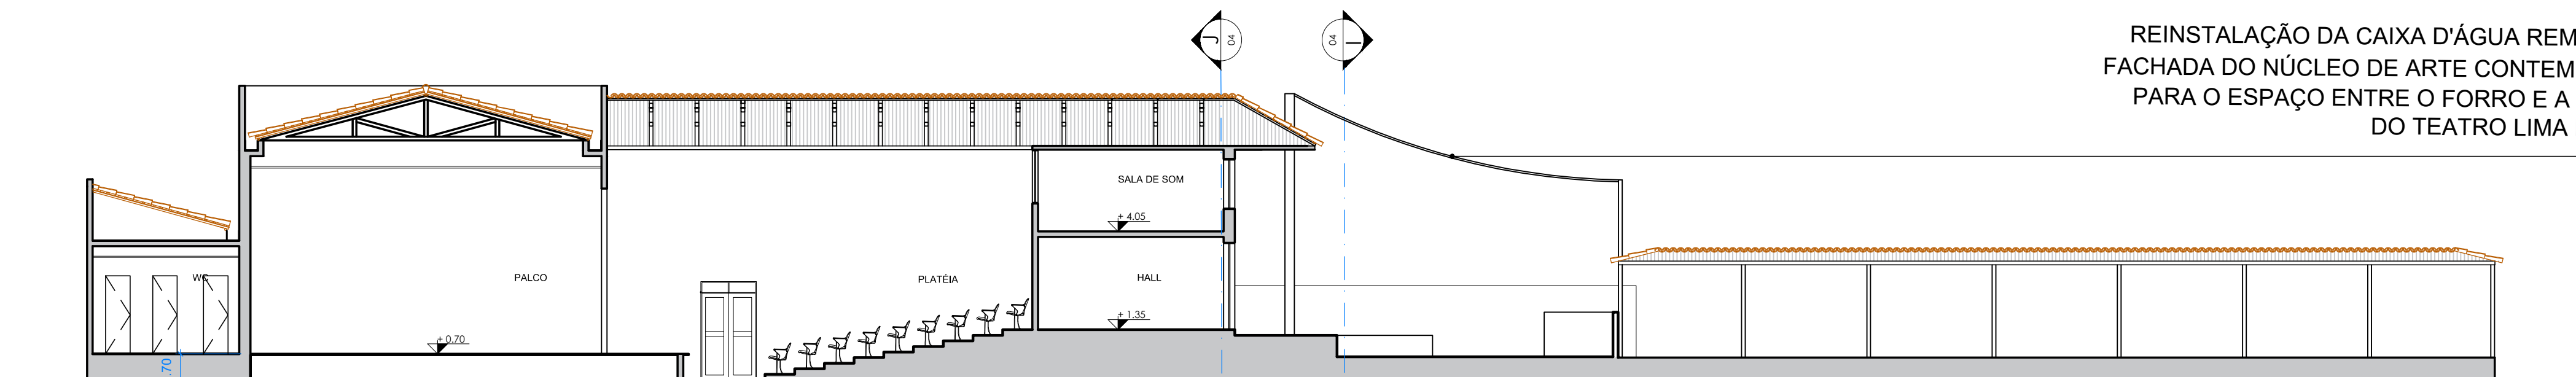 J
04
04
I
REINSTALAÇÃO DA CAIXA D'ÁGUA REM
FACHADA DO NÚCLEO DE ARTE CONTEM
PARA O ESPAÇO ENTRE O FORRO E A
DO TEATRO LIMA
SALA DE SOM
+ 4.05
WC
PALCO
PLATÉIA
HALL
+ 1.35
+ 0.70
.70